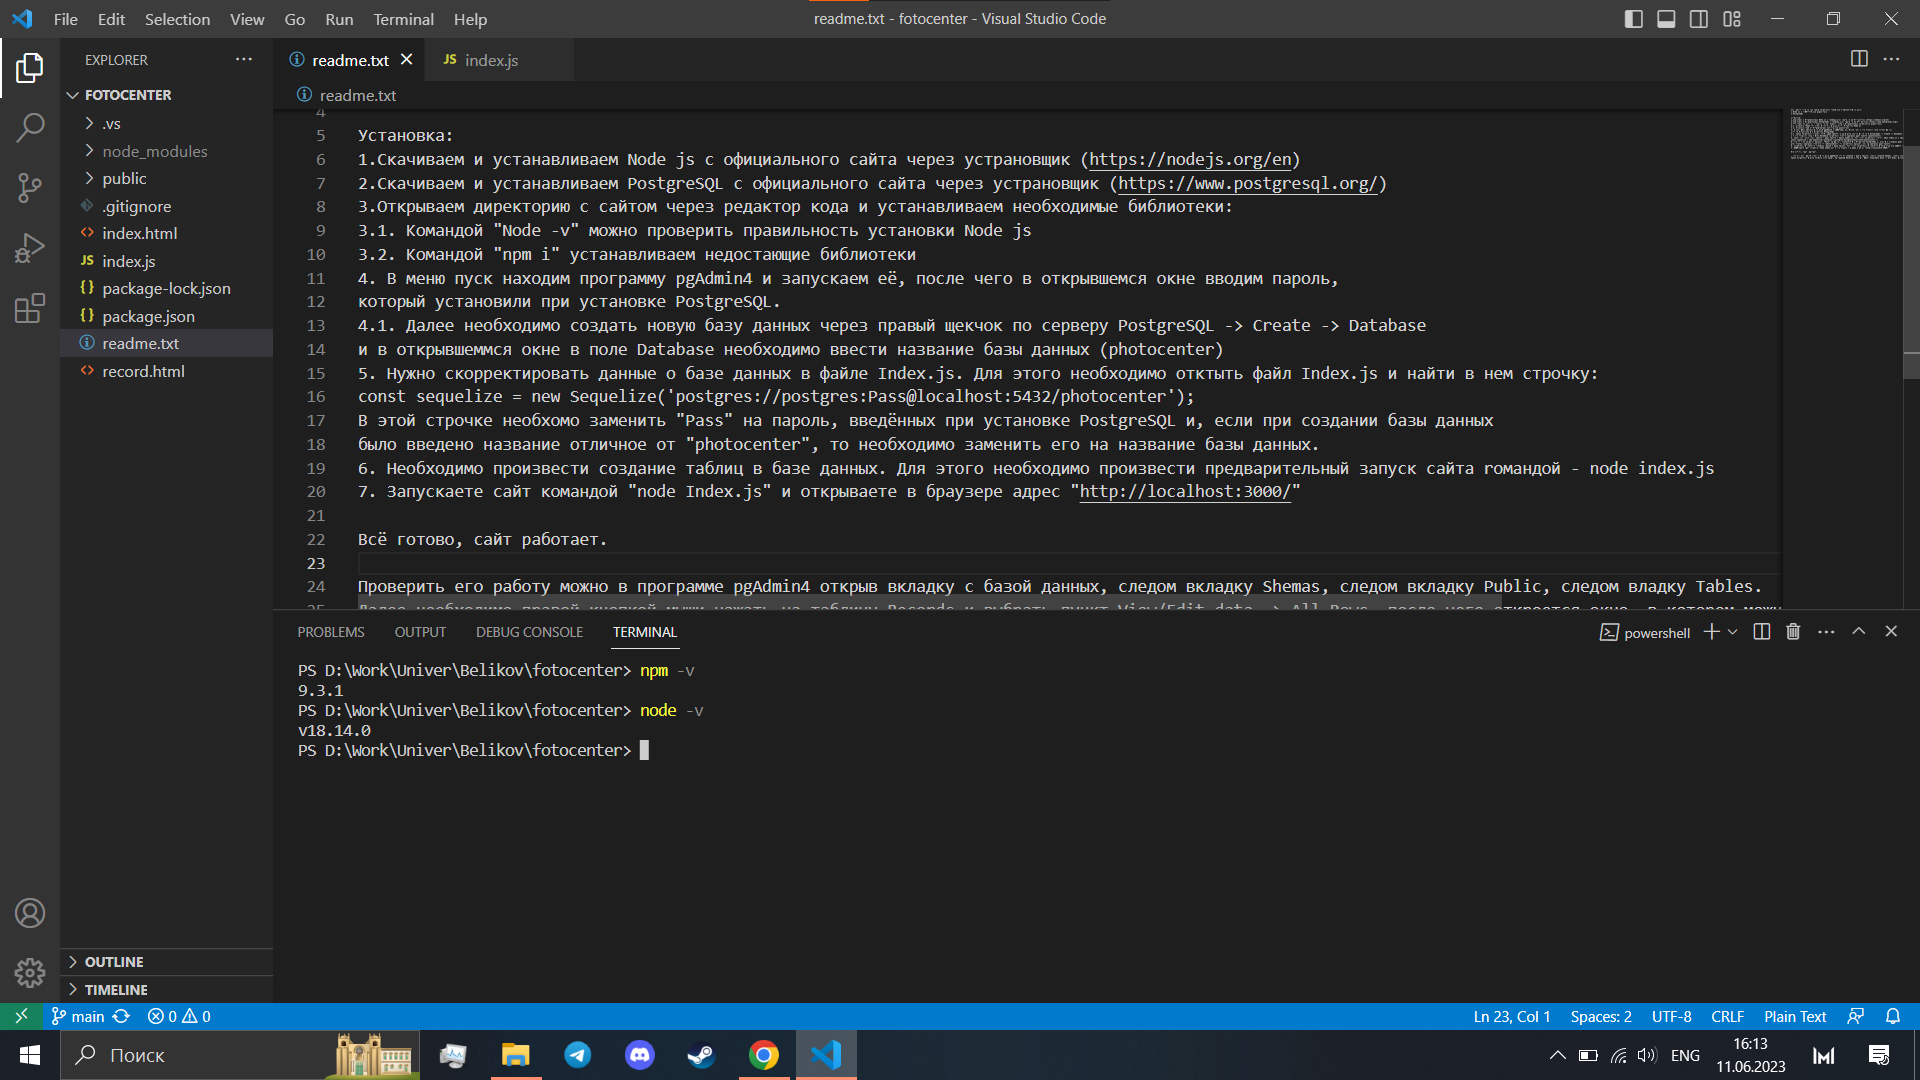 File Edit Selection View Go Run Terminal Help
readme.txt - fotocenter - Visual Studio Code
EXPLORER
FOTOCENTER
.vs
node_modules
public
.gitignore
index.html
index.js
package-lock.json
package.json
readme.txt
record.html
OUTLINE
TIMELINE
readme.txt
JS index.js
readme.txt
4
5 Установка:
6 1.Скачиваем и устанавливаем Node js с официального сайта через устрановщик (https://nodejs.org/en)
7 2.Скачиваем и устанавливаем PostgreSQL с официального сайта через устрановщик (https://www.postgresql.org/)
8 3.Открываем директорию с сайтом через редактор кода и устанавливаем необходимые библиотеки:
9 3.1. Командой "Node -v" можно проверить правильность установки Node js
10 3.2. Командой "npm i" устанавливаем недостающие библиотеки
11 4. В меню пуск находим программу pgAdmin4 и запускаем её, после чего в открывшемся окне вводим пароль,
12 который установили при установке PostgreSQL.
13 4.1. Далее необходимо создать новую базу данных через правый щекчок по серверу PostgreSQL -> Create -> Database
14 и в открывшеммся окне в поле Database необходимо ввести название базы данных (photocenter)
15 5. Нужно скорректировать данные о базе данных в файле Index.js. Для этого необходимо отктыть файл Index.js и найти в нем строчку:
16 const sequelize = new Sequelize('postgres://postgres:Pass@localhost:5432/photocenter');
17 В этой строчке необхомо заменить "Pass" на пароль, введённых при установке PostgreSQL и, если при создании базы данных
18 было введено название отличное от "photocenter", то необходимо заменить его на название базы данных.
19 6. Необходимо произвести создание таблиц в базе данных. Для этого необходимо произвести предварительный запуск сайта rомандой - node index.js
20 7. Запускаете сайт командой "node Index.js" и открываете в браузере адрес "http://localhost:3000/"
21
22 Всё готово, сайт работает.
23
24 Проверить его работу можно в программе pgAdmin4 открыв вкладку с базой данных, следом вкладку Shemas, следом вкладку Public, следом владку Tables.
PROBLEMS OUTPUT DEBUG CONSOLE TERMINAL
powershell
PS D:\Work\Univer\Belikov\fotocenter> npm -v
9.3.1
PS D:\Work\Univer\Belikov\fotocenter> node -v
v18.14.0
PS D:\Work\Univer\Belikov\fotocenter>
main 0 0
Ln 23, Col 1 Spaces: 2 UTF-8 CRLF Plain Text
Поиск
ENG
16:13
11.06.2023